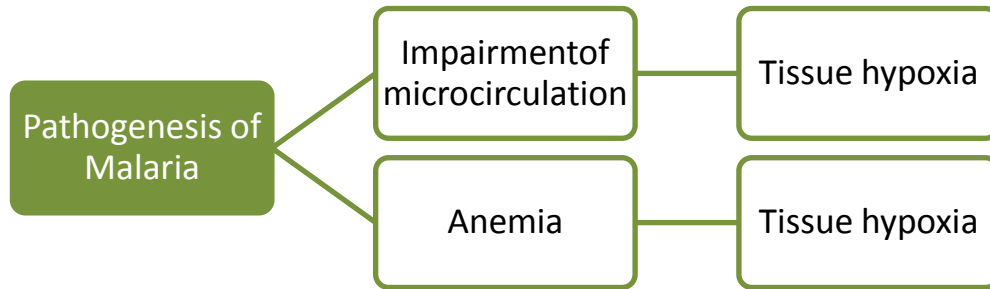 Pathogenesis of
Malaria
Impairmentof
microcirculation
Tissue hypoxia
Anemia
Tissue hypoxia